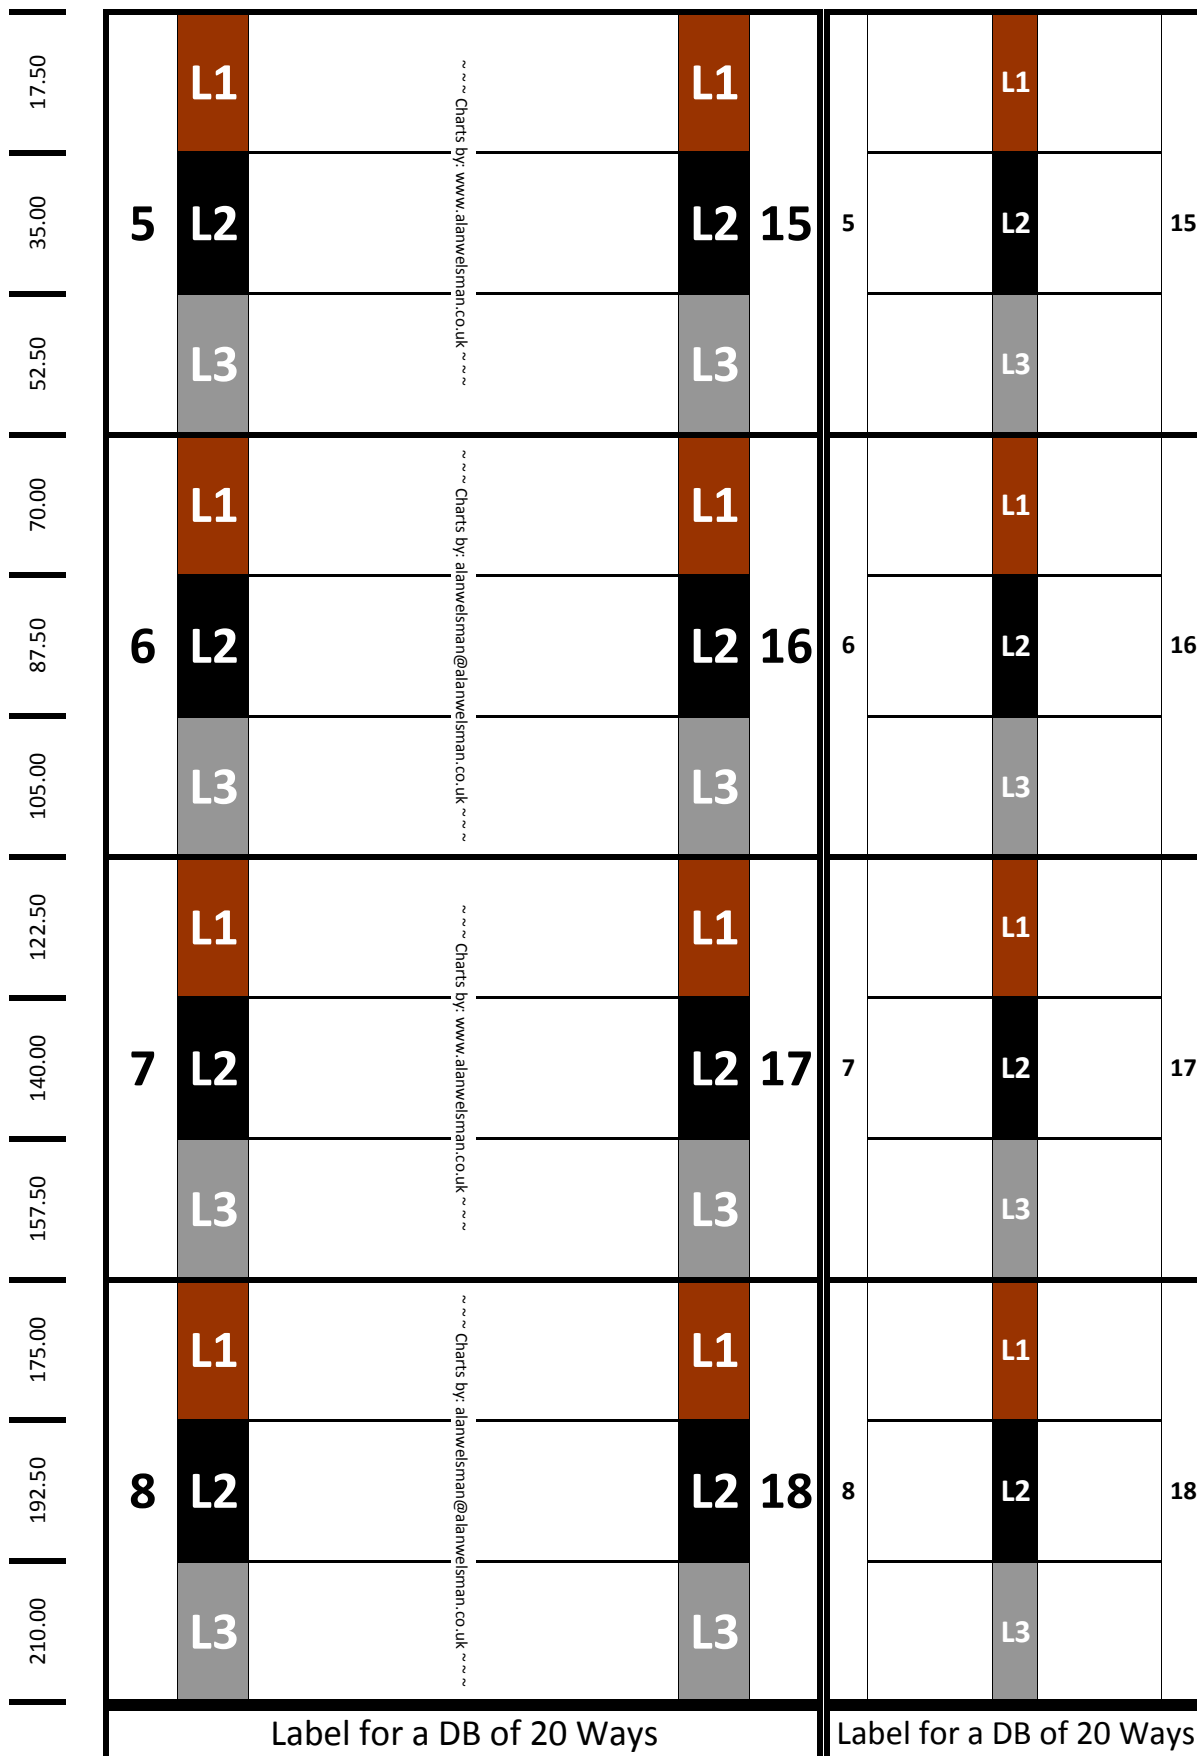 17.50
L1
L1
L1
35.00
5
L2
L2
15
5
L2
15
52.50
L3
L3
L3
~ ~ ~ Charts by: www.alanwelsman.co.uk ~ ~ ~
70.00
L1
L1
L1
87.50
6
L2
L2
16
6
L2
16
105.00
L3
L3
L3
~ ~ ~ Charts by: alanwelsman@alanwelsman.co.uk ~ ~ ~
122.50
L1
L1
L1
140.00
7
L2
L2
17
7
L2
17
157.50
L3
L3
L3
~ ~ ~ Charts by: www.alanwelsman.co.uk ~ ~ ~
175.00
L1
L1
L1
192.50
8
L2
L2
18
8
L2
18
210.00
L3
L3
L3
~ ~ ~ Charts by: alanwelsman@alanwelsman.co.uk ~ ~ ~
Label for a DB of 20 Ways
Label for a DB of 20 Ways